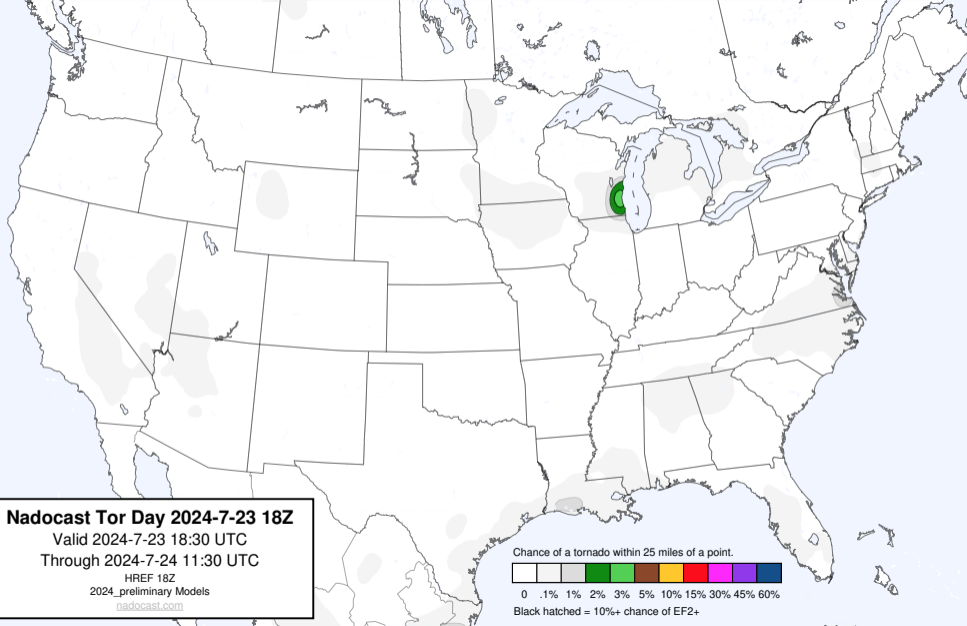 Nadocast Tor Day 2024-7-23 18Z
Valid 2024-7-23 18:30 UTC
Through 2024-7-24 11:30 UTC
HREF 18Z
2024_preliminary Models
nadocast.com
Chance of a tornado within 25 miles of a point.
0 .1% 1% 2% 3% 5% 10% 15% 30% 45% 60%
Black hatched = 10%+ chance of EF2+